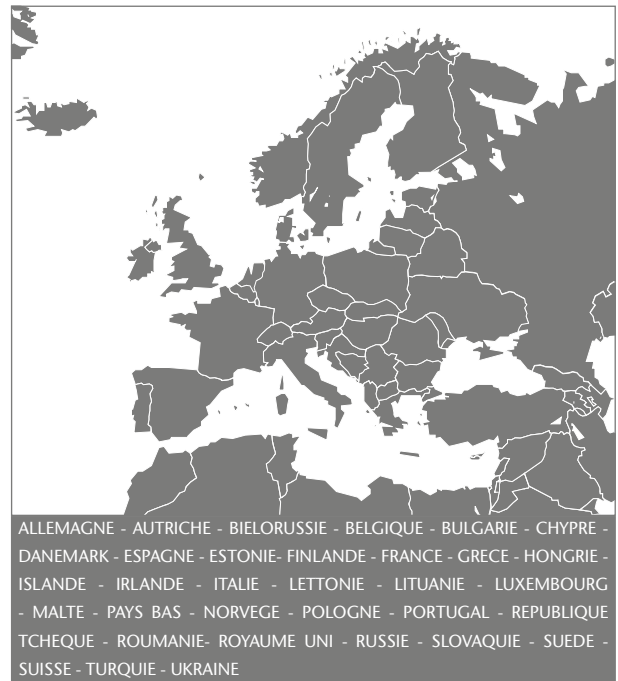 ALLEMAGNE - AUTRICHE - BIELORUSSIE - BELGIQUE - BULGARIE - CHYPRE -
DANEMARK - ESPAGNE - ESTONIE- FINLANDE - FRANCE - GRECE - HONGRIE -
ISLANDE - IRLANDE - ITALIE - LETTONIE - LITUANIE - LUXEMBOURG
- MALTE - PAYS BAS - NORVEGE - POLOGNE - PORTUGAL - REPUBLIQUE
TCHEQUE - ROUMANIE- ROYAUME UNI - RUSSIE - SLOVAQUIE - SUEDE -
SUISSE - TURQUIE - UKRAINE